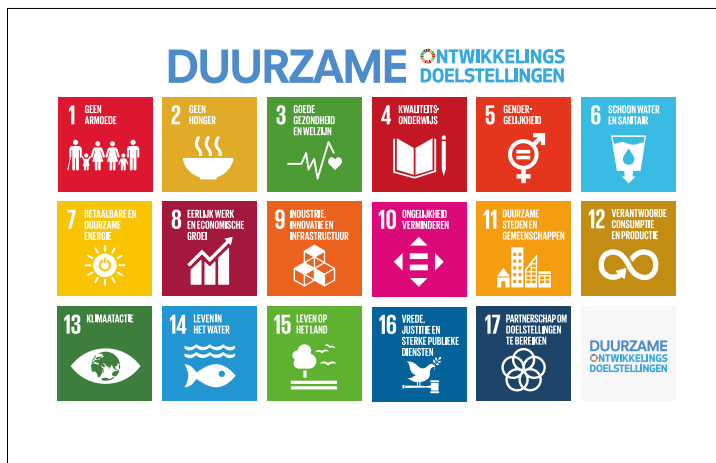 DUURZAME ONTWIKKELINGS
DOELSTELLINGEN
1 GEEN
ARMOEDE
2 GEEN
HONGER
3 GOEDE
GEZONDHEID
EN WELZIJN
4 KWALITEITS-
ONDERWIJS
5 GENDER-
GELIJKHEID
6 SCHOON WATER
EN SANITAIR
7 BETAALBARE EN
DUURZAME
ENERGIE
8 EERLIJK WERK
EN ECONOMISCHE
GROEI
9 INDUSTRIE,
INNOVATIE EN
INFRASTRUCTUUR
10 ONGELIJKHEID
VERMINDEREN
11 DUURZAME
STEDEN EN
GEMEENSCHAPPEN
12 VERANTWOORDE
CONSUMPTIE
EN PRODUCTIE
13 KLIMAATACTIE
14 LEVEN IN
HET WATER
15 LEVEN OP
HET LAND
16 VREDE,
JUSTITIE EN
STERKE PUBLIEKE
DIENSTEN
17 PARTNERSCHAP OM
DOELSTELLINGEN
TE BEREIKEN
DUURZAME
ONTWIKKELINGS
DOELSTELLINGEN